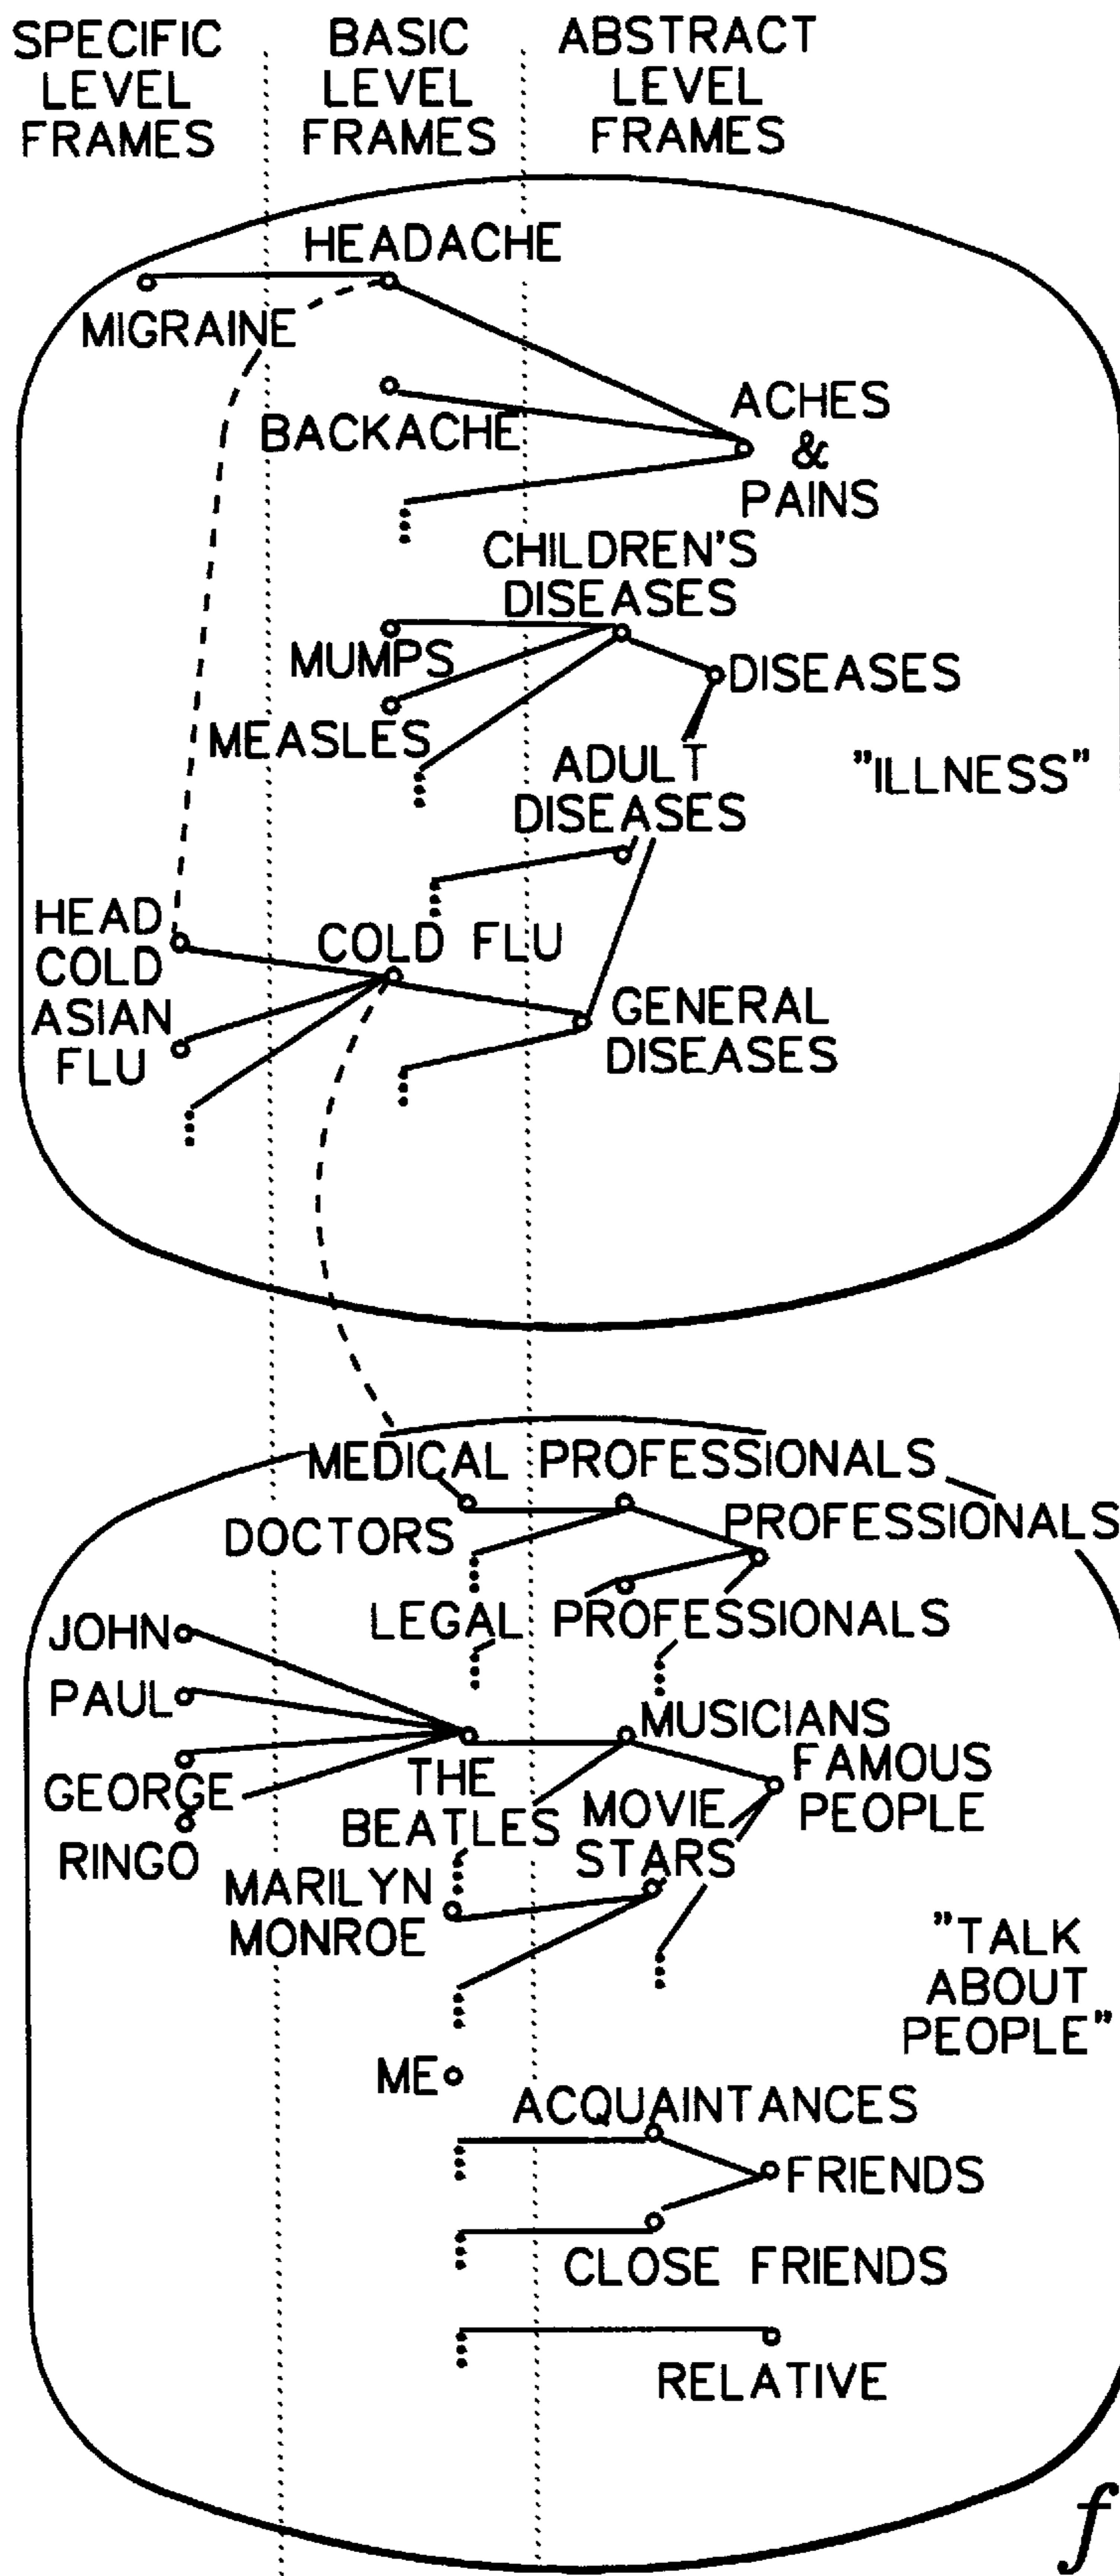 SPECIFIC
LEVEL
FRAMES
BASIC
LEVEL
FRAMES
ABSTRACT
LEVEL
FRAMES
HEADACHE
MIGRAINE
BACKACHE
ACHES
&
PAINS
CHILDREN'S
DISEASES
MUMPS
DISEASES
MEASLES
ADULT
DISEASES
"ILLNESS"
HEAD
COLD
COLD FLU
ASIAN
FLU
GENERAL
DISEASES
MEDICAL PROFESSIONALS
PROFESSIONALS
DOCTORS
LEGAL PROFESSIONALS
JOHN
PAUL
GEORGE
RINGO
THE
BEATLES
MUSICIANS
FAMOUS
PEOPLE
MOVIE
STARS
MARILYN
MONROE
"TALK
ABOUT
PEOPLE"
ME
ACQUAINTANCES
FRIENDS
CLOSE FRIENDS
RELATIVE
f